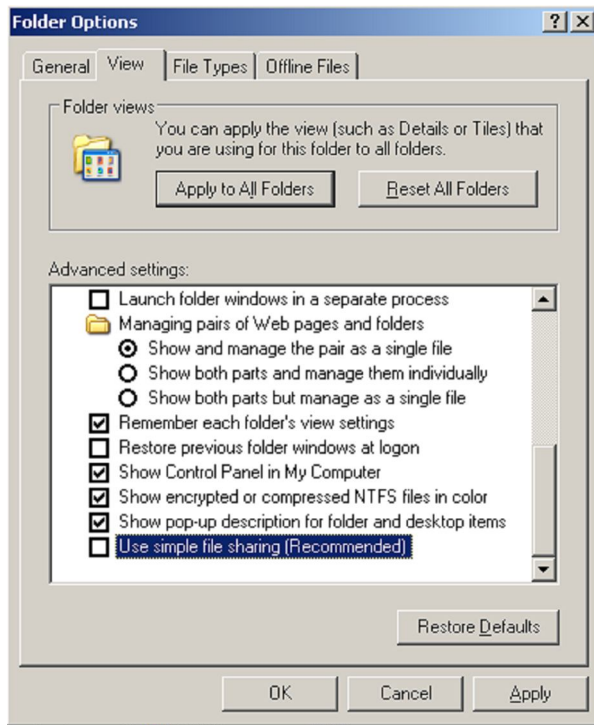 Folder Options
General View File Types Offline Files
Folder views
You can apply the view (such as Details or Tiles) that
you are using for this folder to all folders.
Apply to All Folders Reset All Folders
Advanced settings:
Launch folder windows in a separate process
Managing pairs of Web pages and folders
Show and manage the pair as a single file
Show both parts and manage them individually
Show both parts but manage as a single file
Remember each folder's view settings
Restore previous folder windows at logon
Show Control Panel in My Computer
Show encrypted or compressed NTFS files in color
Show pop-up description for folder and desktop items
Use simple file sharing (Recommended)
Restore Defaults
OK Cancel Apply